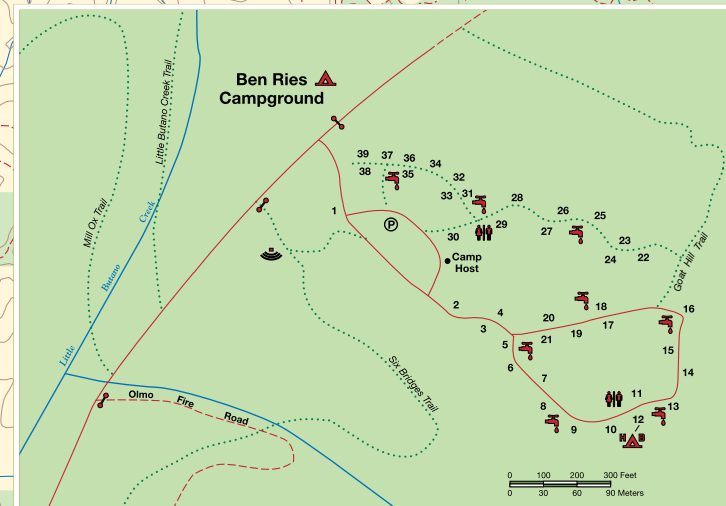 Ben Ries
Campground
Little Butano Creek Trail
Mill Ox Trail
Creek
Butano
Little
39
37
36
34
38
35
32
33
31
28
26
25
1
P
30
29
27
23
24
22
Goat Hill Trail
Camp
Host
2
4
3
20
18
19
17
16
5
21
15
6
7
14
Six Bridges Trail
Olmo
Fire
Road
8
11
13
9
10
12
H B
0 100 200 300 Feet
0 30 60 90 Meters